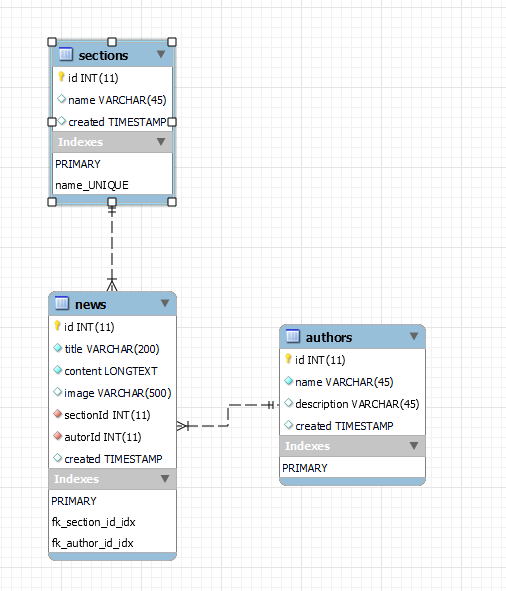 sections
id INT(11)
name VARCHAR(45)
created TIMESTAMP
Indexes
PRIMARY
name_UNIQUE
news
id INT(11)
title VARCHAR(200)
content LONGTEXT
image VARCHAR(500)
sectionId INT(11)
autorId INT(11)
created TIMESTAMP
Indexes
PRIMARY
fk_section_id_idx
fk_author_id_idx
authors
id INT(11)
name VARCHAR(45)
description VARCHAR(45)
created TIMESTAMP
Indexes
PRIMARY